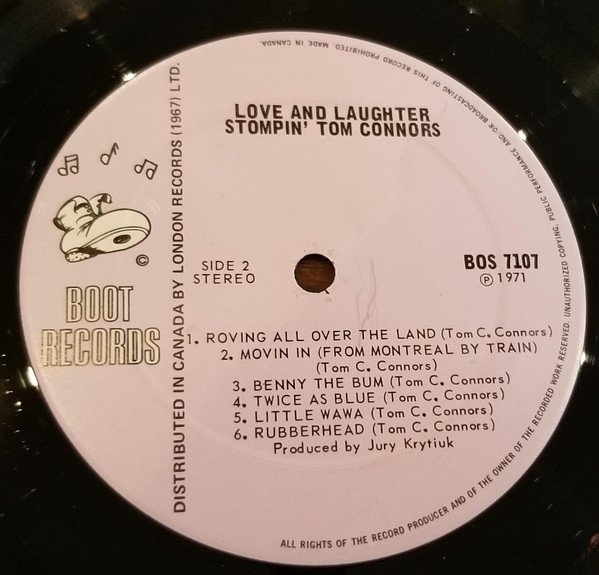 LOVE AND LAUGHTER
STOMPIN' TOM CONNORS
BOOT
RECORDS
©
DISTRIBUTED IN CANADA BY LONDON RECORDS (1967) LTD.
SIDE 2
STEREO
BOS 7107
℗ 1971
1. ROVING ALL OVER THE LAND (Tom C. Connors)
2. MOVIN IN (FROM MONTREAL BY TRAIN)
(Tom C. Connors)
3. BENNY THE BUM (Tom C. Connors)
4. TWICE AS BLUE (Tom C. Connors)
5. LITTLE WAWA (Tom C. Connors)
6. RUBBERHEAD (Tom C. Connors)
Produced by Jury Krytiuk
ALL RIGHTS OF THE RECORD PRODUCER AND OF THE OWNER OF THE RECORDED WORK RESERVED. UNAUTHORIZED COPYING, PUBLIC PERFORMANCE AND/OR BROADCASTING OF THIS RECORD PROHIBITED. MADE IN CANADA.